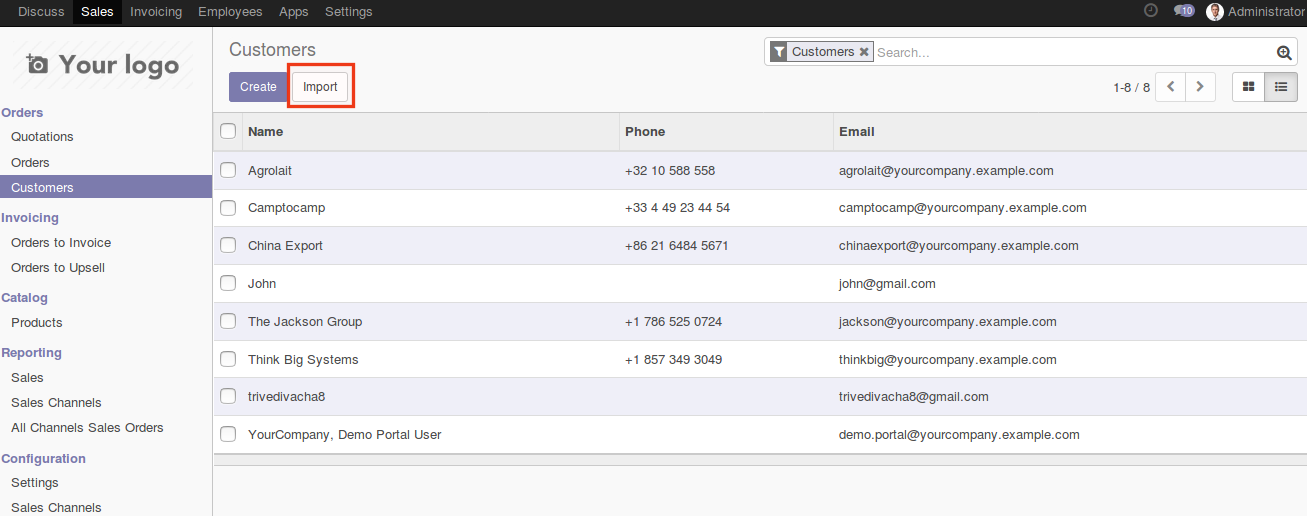 Discuss Sales Invoicing Employees Apps Settings 10 Administrator
Your logo
Orders
Quotations
Orders
Customers
Invoicing
Orders to Invoice
Orders to Upsell
Catalog
Products
Reporting
Sales
Sales Channels
All Channels Sales Orders
Configuration
Settings
Sales Channels
Customers
Customers Search...
Create Import 1-8 / 8
Name Phone Email
Agrolait +32 10 588 558 agrolait@yourcompany.example.com
Camptocamp +33 4 49 23 44 54 camptocamp@yourcompany.example.com
China Export +86 21 6484 5671 chinaexport@yourcompany.example.com
John john@gmail.com
The Jackson Group +1 786 525 0724 jackson@yourcompany.example.com
Think Big Systems +1 857 349 3049 thinkbig@yourcompany.example.com
trivedivacha8 trivedivacha8@gmail.com
YourCompany, Demo Portal User demo.portal@yourcompany.example.com